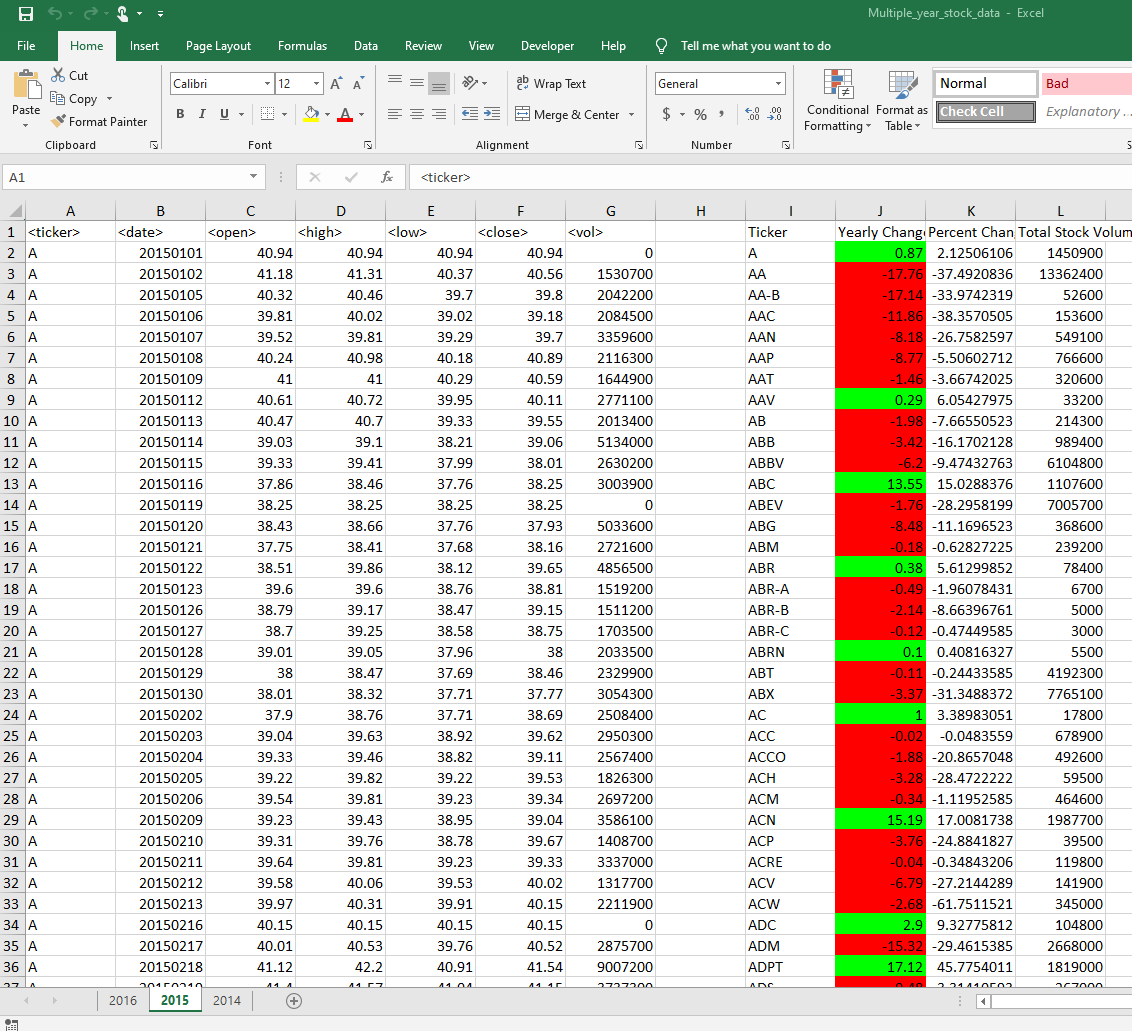 Multiple_year_stock_data - Excel
File Home Insert Page Layout Formulas Data Review View Developer Help Tell me what you want to do
Paste
Cut
Copy
Format Painter
Clipboard
Calibri 12
B I U
Font
ab Wrap Text
Merge & Center
Alignment
General
$ % ,
Number
Conditional Formatting
Format as Table
Normal Bad
Check Cell Explanatory ...
A1 fx <ticker>
A B C D E F G H I J K L
1 <ticker> <date> <open> <high> <low> <close> <vol> Ticker Yearly Change Percent Chan Total Stock Volum
2 A 20150101 40.94 40.94 40.94 40.94 0 A 0.87 2.12506106 1450900
3 A 20150102 41.18 41.31 40.37 40.56 1530700 AA -17.76 -37.4920836 13362400
4 A 20150105 40.32 40.46 39.7 39.8 2042200 AA-B -17.14 -33.9742319 52600
5 A 20150106 39.81 40.02 39.02 39.18 2084500 AAC -11.86 -38.3570505 153600
6 A 20150107 39.52 39.81 39.29 39.7 3359600 AAN -8.18 -26.7582597 549100
7 A 20150108 40.24 40.98 40.18 40.89 2116300 AAP -8.77 -5.50602712 766600
8 A 20150109 41 41 40.29 40.59 1644900 AAT -1.46 -3.66742025 320600
9 A 20150112 40.61 40.72 39.95 40.11 2771100 AAV 0.29 6.05427975 33200
10 A 20150113 40.47 40.7 39.33 39.55 2013400 AB -1.98 -7.66550523 214300
11 A 20150114 39.03 39.1 38.21 39.06 5134000 ABB -3.42 -16.1702128 989400
12 A 20150115 39.33 39.41 37.99 38.01 2630200 ABBV -6.2 -9.47432763 6104800
13 A 20150116 37.86 38.46 37.76 38.25 3003900 ABC 13.55 15.0288376 1107600
14 A 20150119 38.25 38.25 38.25 38.25 0 ABEV -1.76 -28.2958199 7005700
15 A 20150120 38.43 38.66 37.76 37.93 5033600 ABG -8.48 -11.1696523 368600
16 A 20150121 37.75 38.41 37.68 38.16 2721600 ABM -0.18 -0.62827225 239200
17 A 20150122 38.51 39.86 38.12 39.65 4856500 ABR 0.38 5.61299852 78400
18 A 20150123 39.6 39.6 38.76 38.81 1519200 ABR-A -0.49 -1.96078431 6700
19 A 20150126 38.79 39.17 38.47 39.15 1511200 ABR-B -2.14 -8.66396761 5000
20 A 20150127 38.7 39.25 38.58 38.75 1703500 ABR-C -0.12 -0.47449585 3000
21 A 20150128 39.01 39.05 37.96 38 2033500 ABRN 0.1 0.40816327 5500
22 A 20150129 38 38.47 37.69 38.46 2329900 ABT -0.11 -0.24433585 4192300
23 A 20150130 38.01 38.32 37.71 37.77 3054300 ABX -3.37 -31.3488372 7765100
24 A 20150202 37.9 38.76 37.71 38.69 2508400 AC 1 3.38983051 17800
25 A 20150203 39.04 39.63 38.92 39.62 2950300 ACC -0.02 -0.0483559 678900
26 A 20150204 39.33 39.46 38.82 39.11 2567400 ACCO -1.88 -20.8657048 492600
27 A 20150205 39.22 39.82 39.22 39.53 1826300 ACH -3.28 -28.4722222 59500
28 A 20150206 39.54 39.81 39.23 39.34 2697200 ACM -0.34 -1.11952585 464600
29 A 20150209 39.23 39.43 38.95 39.04 3586100 ACN 15.19 17.0081738 1987700
30 A 20150210 39.31 39.76 38.78 39.67 1408700 ACP -3.76 -24.8841827 39500
31 A 20150211 39.64 39.81 39.23 39.33 3337000 ACRE -0.04 -0.34843206 119800
32 A 20150212 39.58 40.06 39.53 40.02 1317700 ACV -6.79 -27.2144289 141900
33 A 20150213 39.97 40.31 39.91 40.15 2211900 ACW -2.68 -61.7511521 345000
34 A 20150216 40.15 40.15 40.15 40.15 0 ADC 2.9 9.32775812 104800
35 A 20150217 40.01 40.53 39.76 40.52 2875700 ADM -15.32 -29.4615385 2668000
36 A 20150218 41.12 42.2 40.91 41.54 9007200 ADPT 17.12 45.7754011 1819000
2016 2015 2014